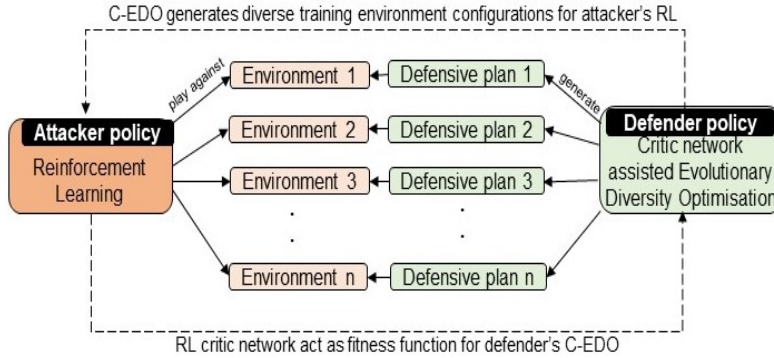 C-EDO generates diverse training environment configurations for attacker's RL
play against
Environment 1
Defensive plan 1
generate
Attacker policy
Reinforcement
Learning
Environment 2
Defensive plan 2
Defender policy
Critic network
assisted Evolutionary
Diversity Optimisation
Environment 3
Defensive plan 3
Environment n
Defensive plan n
RL critic network act as fitness function for defender's C-EDO